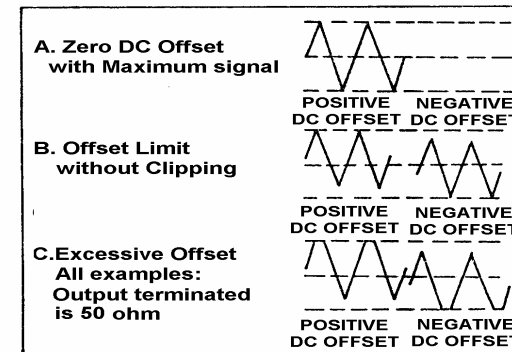 A. Zero DC Offset
with Maximum signal
POSITIVE NEGATIVE
DC OFFSET DC OFFSET
B. Offset Limit
without Clipping
POSITIVE NEGATIVE
DC OFFSET DC OFFSET
C.Excessive Offset
All examples:
Output terminated
is 50 ohm
POSITIVE NEGATIVE
DC OFFSET DC OFFSET